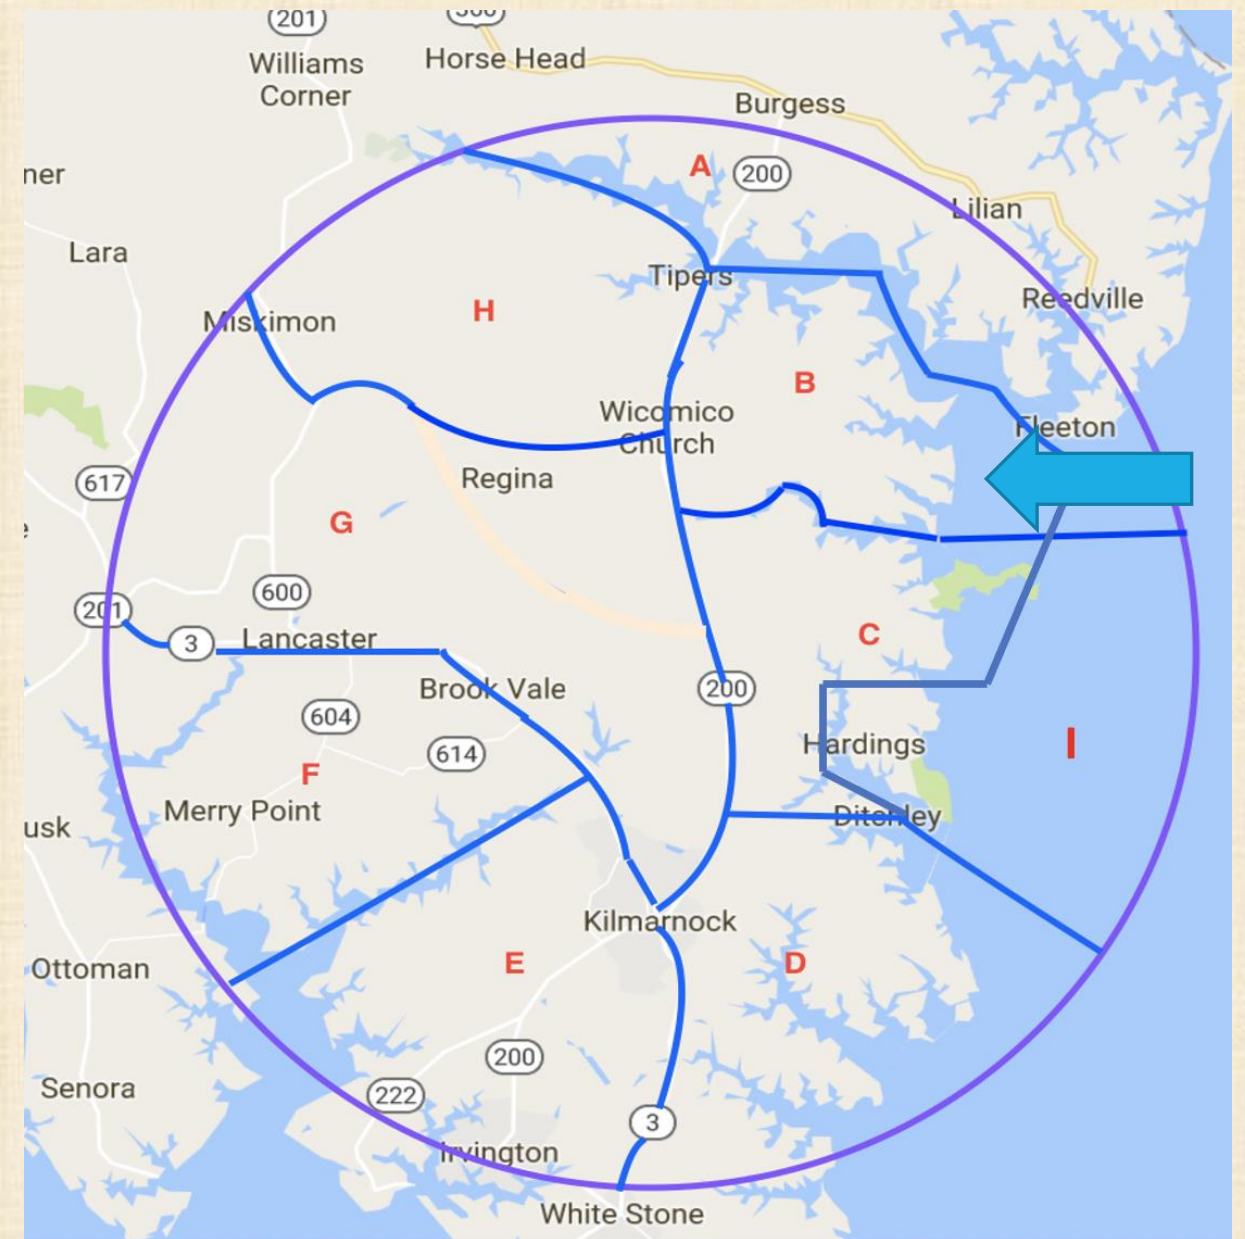 201
Williams
Corner
Horse Head
Burgess
A
200
ner
Lilian
Lara
Tipers
Reedville
H
Miskimon
B
Wicomico
Church
Fleeton
617
Regina
G
600
201
3
Lancaster
C
Brook Vale
200
604
Hardings
I
614
F
Merry Point
Ditchley
usk
Kilmarnock
E
D
Ottoman
200
Senora
222
3
Irvington
White Stone